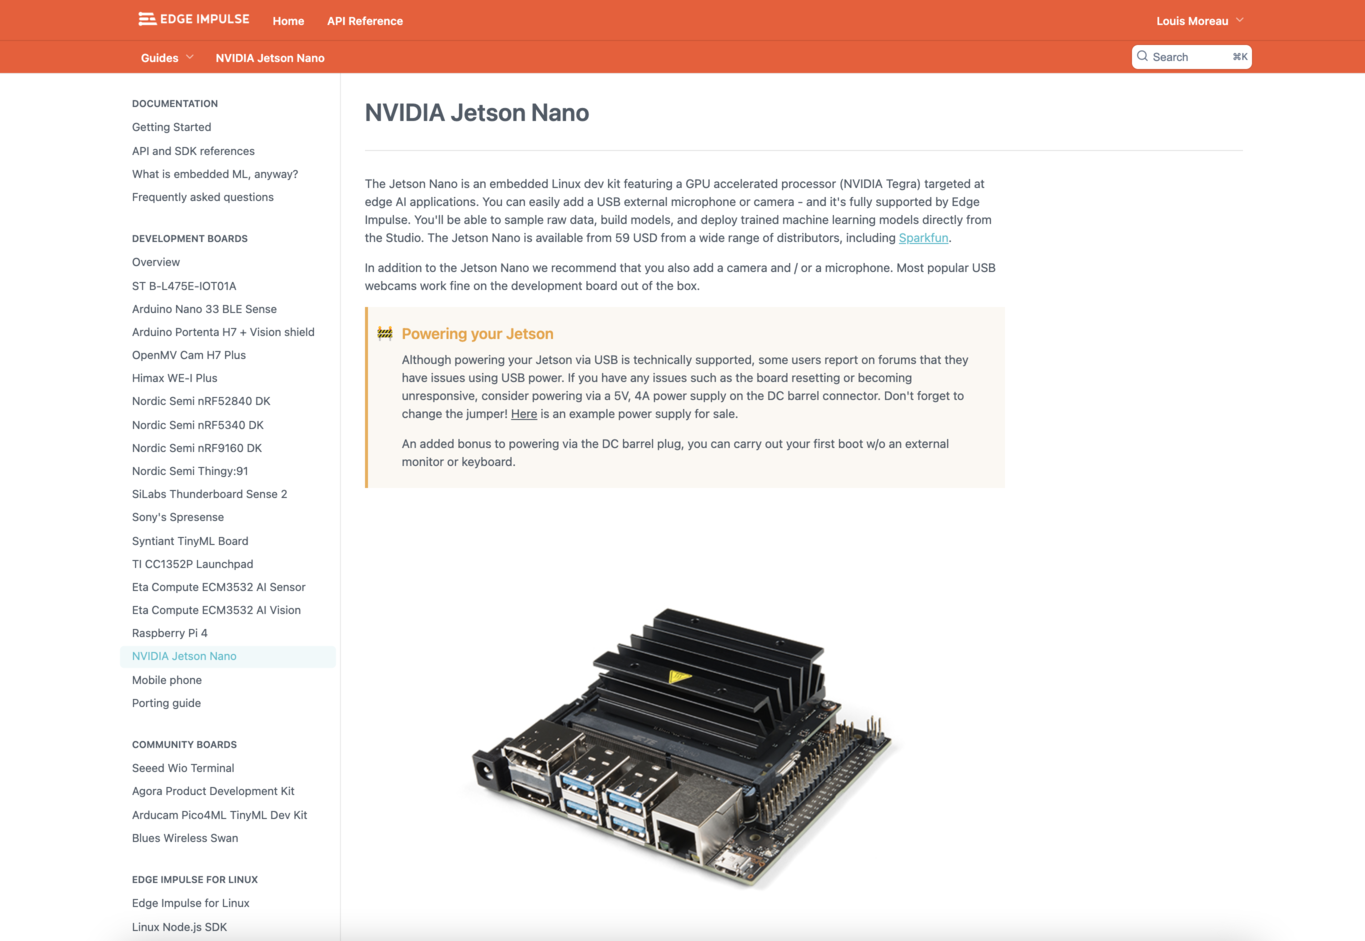 EDGE IMPULSE
Home
API Reference
Louis Moreau
Guides
NVIDIA Jetson Nano
Search
⌘K
DOCUMENTATION
Getting Started
API and SDK references
What is embedded ML, anyway?
Frequently asked questions
DEVELOPMENT BOARDS
Overview
ST B-L475E-IOT01A
Arduino Nano 33 BLE Sense
Arduino Portenta H7 + Vision shield
OpenMV Cam H7 Plus
Himax WE-I Plus
Nordic Semi nRF52840 DK
Nordic Semi nRF5340 DK
Nordic Semi nRF9160 DK
Nordic Semi Thingy:91
SiLabs Thunderboard Sense 2
Sony's Spresense
Syntiant TinyML Board
TI CC1352P Launchpad
Eta Compute ECM3532 AI Sensor
Eta Compute ECM3532 AI Vision
Raspberry Pi 4
NVIDIA Jetson Nano
Mobile phone
Porting guide
COMMUNITY BOARDS
Seeed Wio Terminal
Agora Product Development Kit
Arducam Pico4ML TinyML Dev Kit
Blues Wireless Swan
EDGE IMPULSE FOR LINUX
Edge Impulse for Linux
Linux Node.js SDK
NVIDIA Jetson Nano
The Jetson Nano is an embedded Linux dev kit featuring a GPU accelerated processor (NVIDIA Tegra) targeted at
edge AI applications. You can easily add a USB external microphone or camera - and it's fully supported by Edge
Impulse. You'll be able to sample raw data, build models, and deploy trained machine learning models directly from
the Studio. The Jetson Nano is available from 59 USD from a wide range of distributors, including Sparkfun.
In addition to the Jetson Nano we recommend that you also add a camera and / or a microphone. Most popular USB
webcams work fine on the development board out of the box.
Powering your Jetson
Although powering your Jetson via USB is technically supported, some users report on forums that they
have issues using USB power. If you have any issues such as the board resetting or becoming
unresponsive, consider powering via a 5V, 4A power supply on the DC barrel connector. Don't forget to
change the jumper! Here is an example power supply for sale.
An added bonus to powering via the DC barrel plug, you can carry out your first boot w/o an external
monitor or keyboard.